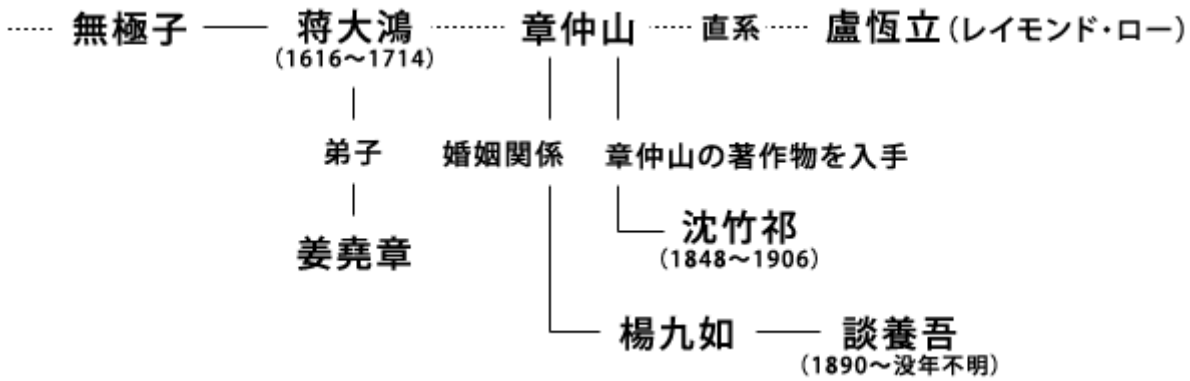 無極子 蒋大鴻 章仲山 直系 盧恆立(レイモンド・ロー)
(1616～1714)
弟子 婚姻関係 章仲山の著作物を入手
姜堯章 沈竹祁
(1848～1906)
楊九如 談養吾
(1890～没年不明)